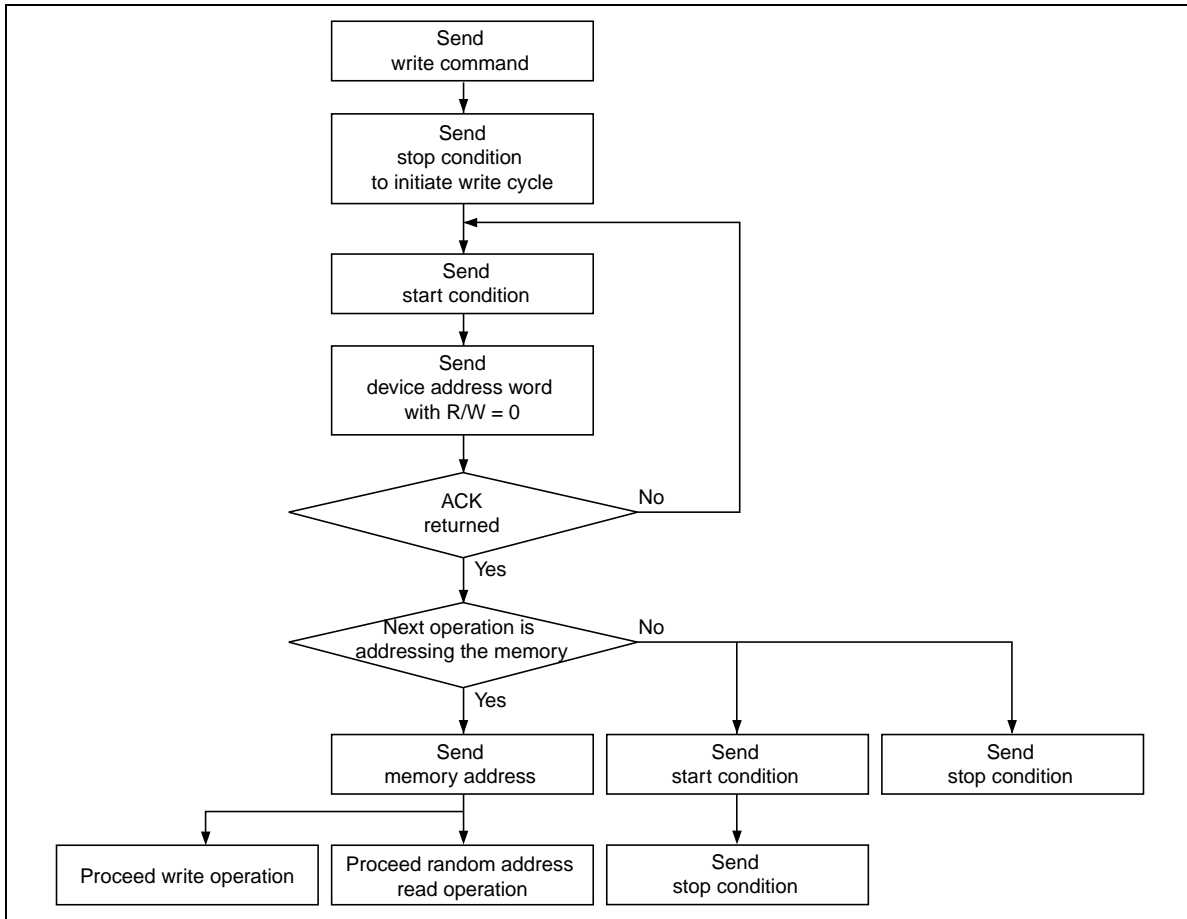 Send
write command
Send
stop condition
to initiate write cycle
Send
start condition
Send
device address word
with R/W = 0
ACK
returned
No
Yes
Next operation is
addressing the memory
No
Yes
Send
memory address
Send
start condition
Send
stop condition
Proceed write operation
Proceed random address
read operation
Send
stop condition